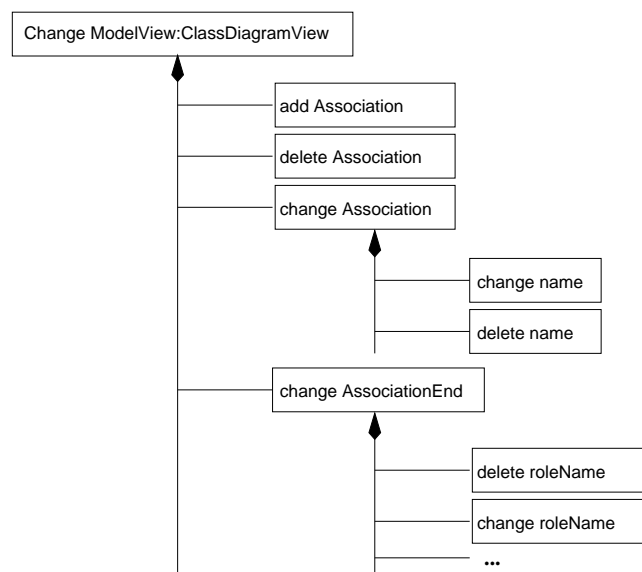 Change ModelView:ClassDiagramView
add Association
delete Association
change Association
change name
delete name
change AssociationEnd
delete roleName
change roleName
...